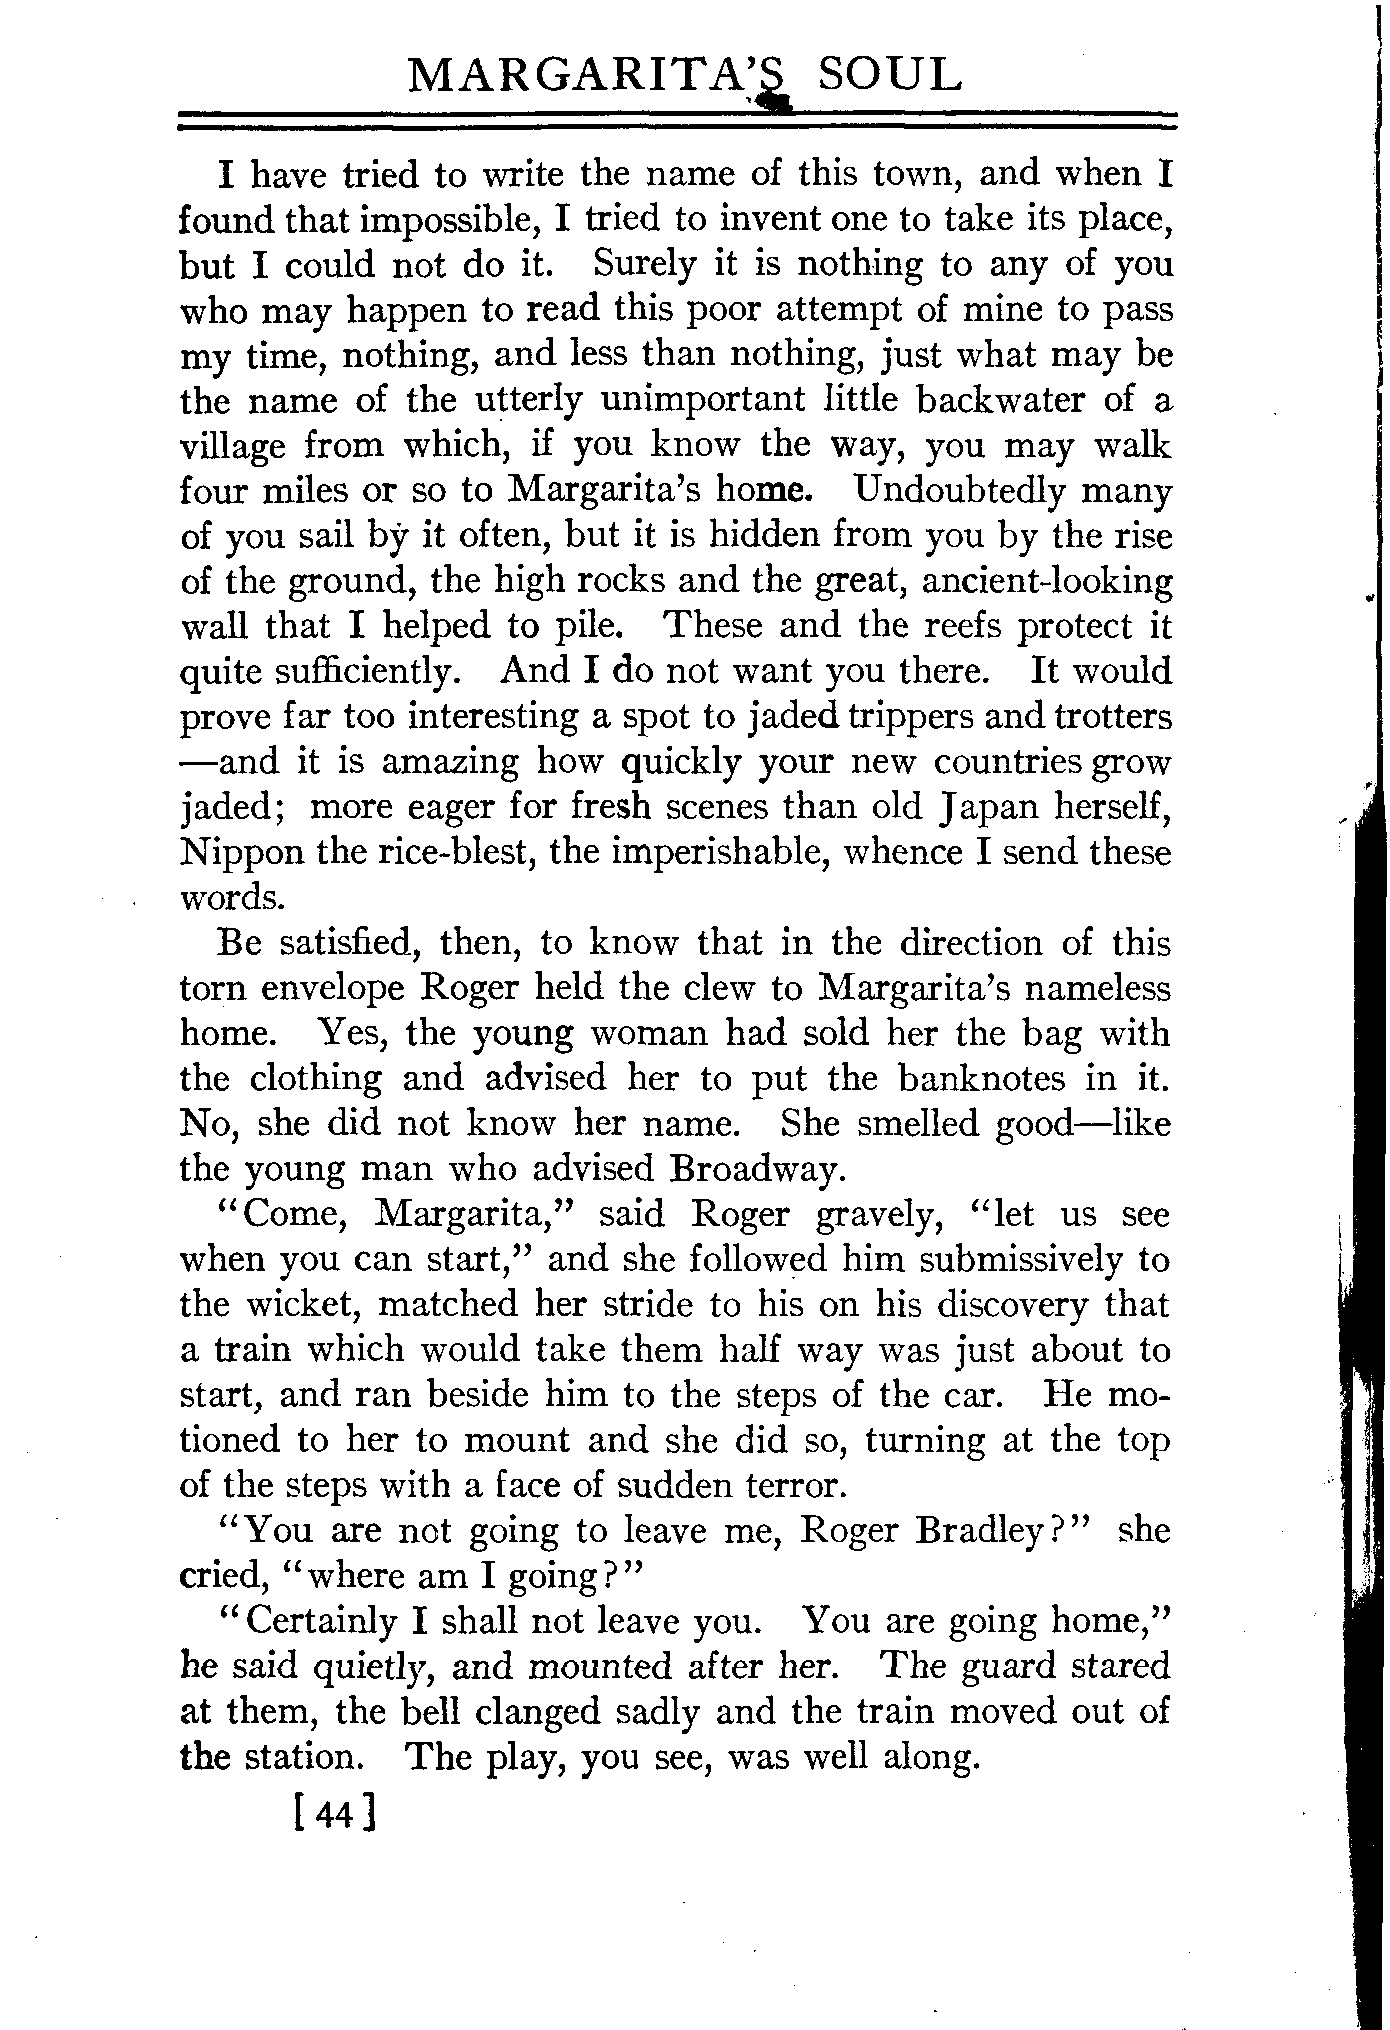 MARGARITA'S SOUL
I have tried to write the name of this town, and when I
found that impossible, I tried to invent one to take its place,
but I could not do it. Surely it is nothing to any of you
who may happen to read this poor attempt of mine to pass
my time, nothing, and less than nothing, just what may be
the name of the utterly unimportant little backwater of a
village from which, if you know the way, you may walk
four miles or so to Margarita's home. Undoubtedly many
of you sail by it often, but it is hidden from you by the rise
of the ground, the high rocks and the great, ancient-looking
wall that I helped to pile. These and the reefs protect it
quite sufficiently. And I do not want you there. It would
prove far too interesting a spot to jaded trippers and trotters
—and it is amazing how quickly your new countries grow
jaded; more eager for fresh scenes than old Japan herself,
Nippon the rice-blest, the imperishable, whence I send these
words.
Be satisfied, then, to know that in the direction of this
torn envelope Roger held the clew to Margarita's nameless
home. Yes, the young woman had sold her the bag with
the clothing and advised her to put the banknotes in it.
No, she did not know her name. She smelled good—like
the young man who advised Broadway.
"Come, Margarita," said Roger gravely, "let us see
when you can start," and she followed him submissively to
the wicket, matched her stride to his on his discovery that
a train which would take them half way was just about to
start, and ran beside him to the steps of the car. He mo-
tioned to her to mount and she did so, turning at the top
of the steps with a face of sudden terror.
"You are not going to leave me, Roger Bradley?" she
cried, "where am I going?"
"Certainly I shall not leave you. You are going home,"
he said quietly, and mounted after her. The guard stared
at them, the bell clanged sadly and the train moved out of
the station. The play, you see, was well along.
[44]